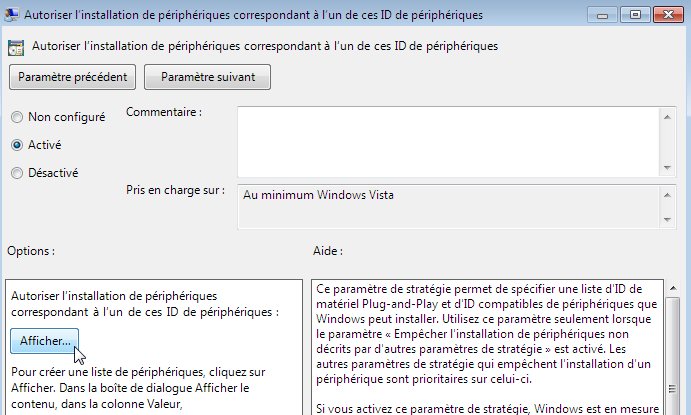 Autoriser l'installation de périphériques correspondant à l'un de ces ID de périphériques
Autoriser l'installation de périphériques correspondant à l'un de ces ID de périphériques
Paramètre précédent
Paramètre suivant
Non configuré
Commentaire :
Activé
Désactivé
Pris en charge sur :
Au minimum Windows Vista
Options :
Aide :
Autoriser l'installation de périphériques
correspondant à l'un de ces ID de périphériques :
Afficher...
Pour créer une liste de périphériques, cliquez sur
Afficher. Dans la boîte de dialogue Afficher le
contenu, dans la colonne Valeur,
Ce paramètre de stratégie permet de spécifier une liste d'ID de
matériel Plug-and-Play et d'ID compatibles de périphériques que
Windows peut installer. Utilisez ce paramètre seulement lorsque
le paramètre « Empêcher l'installation de périphériques non
décrits par d'autres paramètres de stratégie » est activé. Les
autres paramètres de stratégie qui empêchent l'installation d'un
périphérique sont prioritaires sur celui-ci.
Si vous activez ce paramètre de stratégie, Windows est en mesure